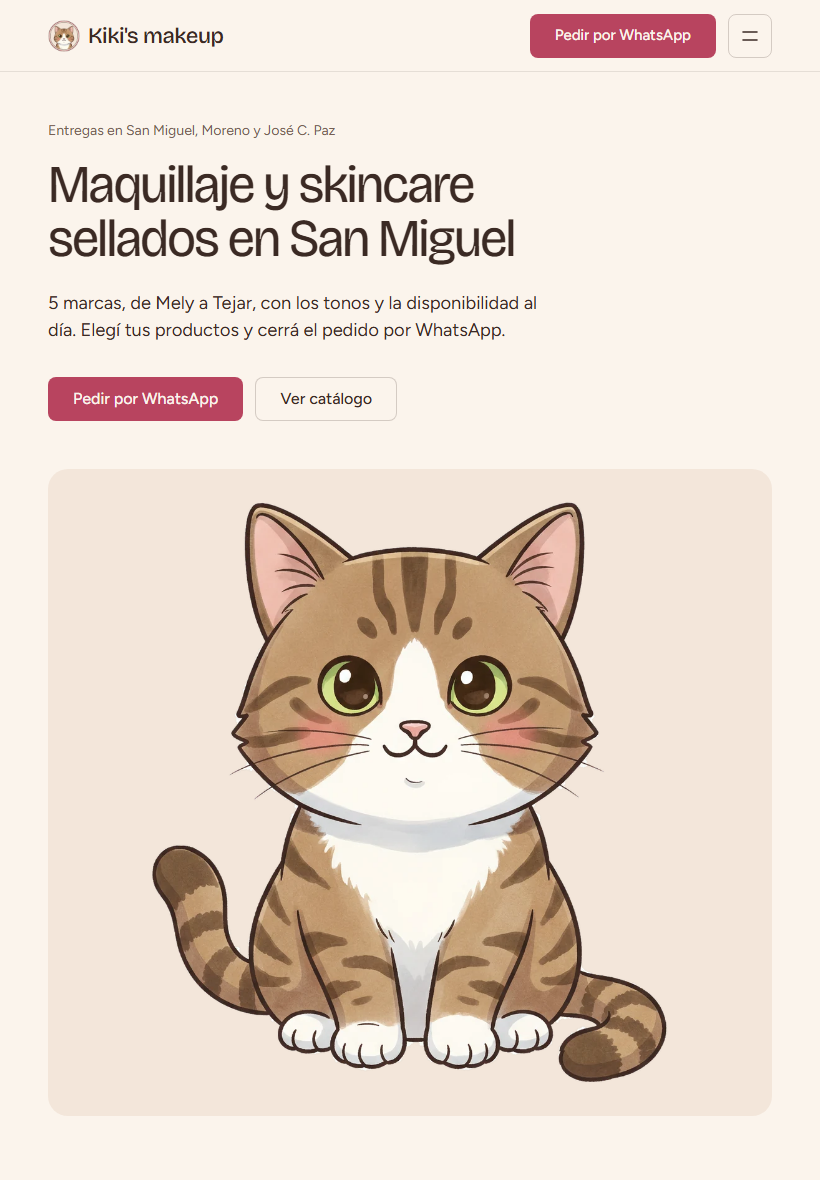 Kiki's makeup
Pedir por WhatsApp
Entregas en San Miguel, Moreno y José C. Paz
Maquillaje y skincare
sellados en San Miguel
5 marcas, de Mely a Tejar, con los tonos y la disponibilidad al
día. Elegí tus productos y cerrá el pedido por WhatsApp.
Pedir por WhatsApp
Ver catálogo